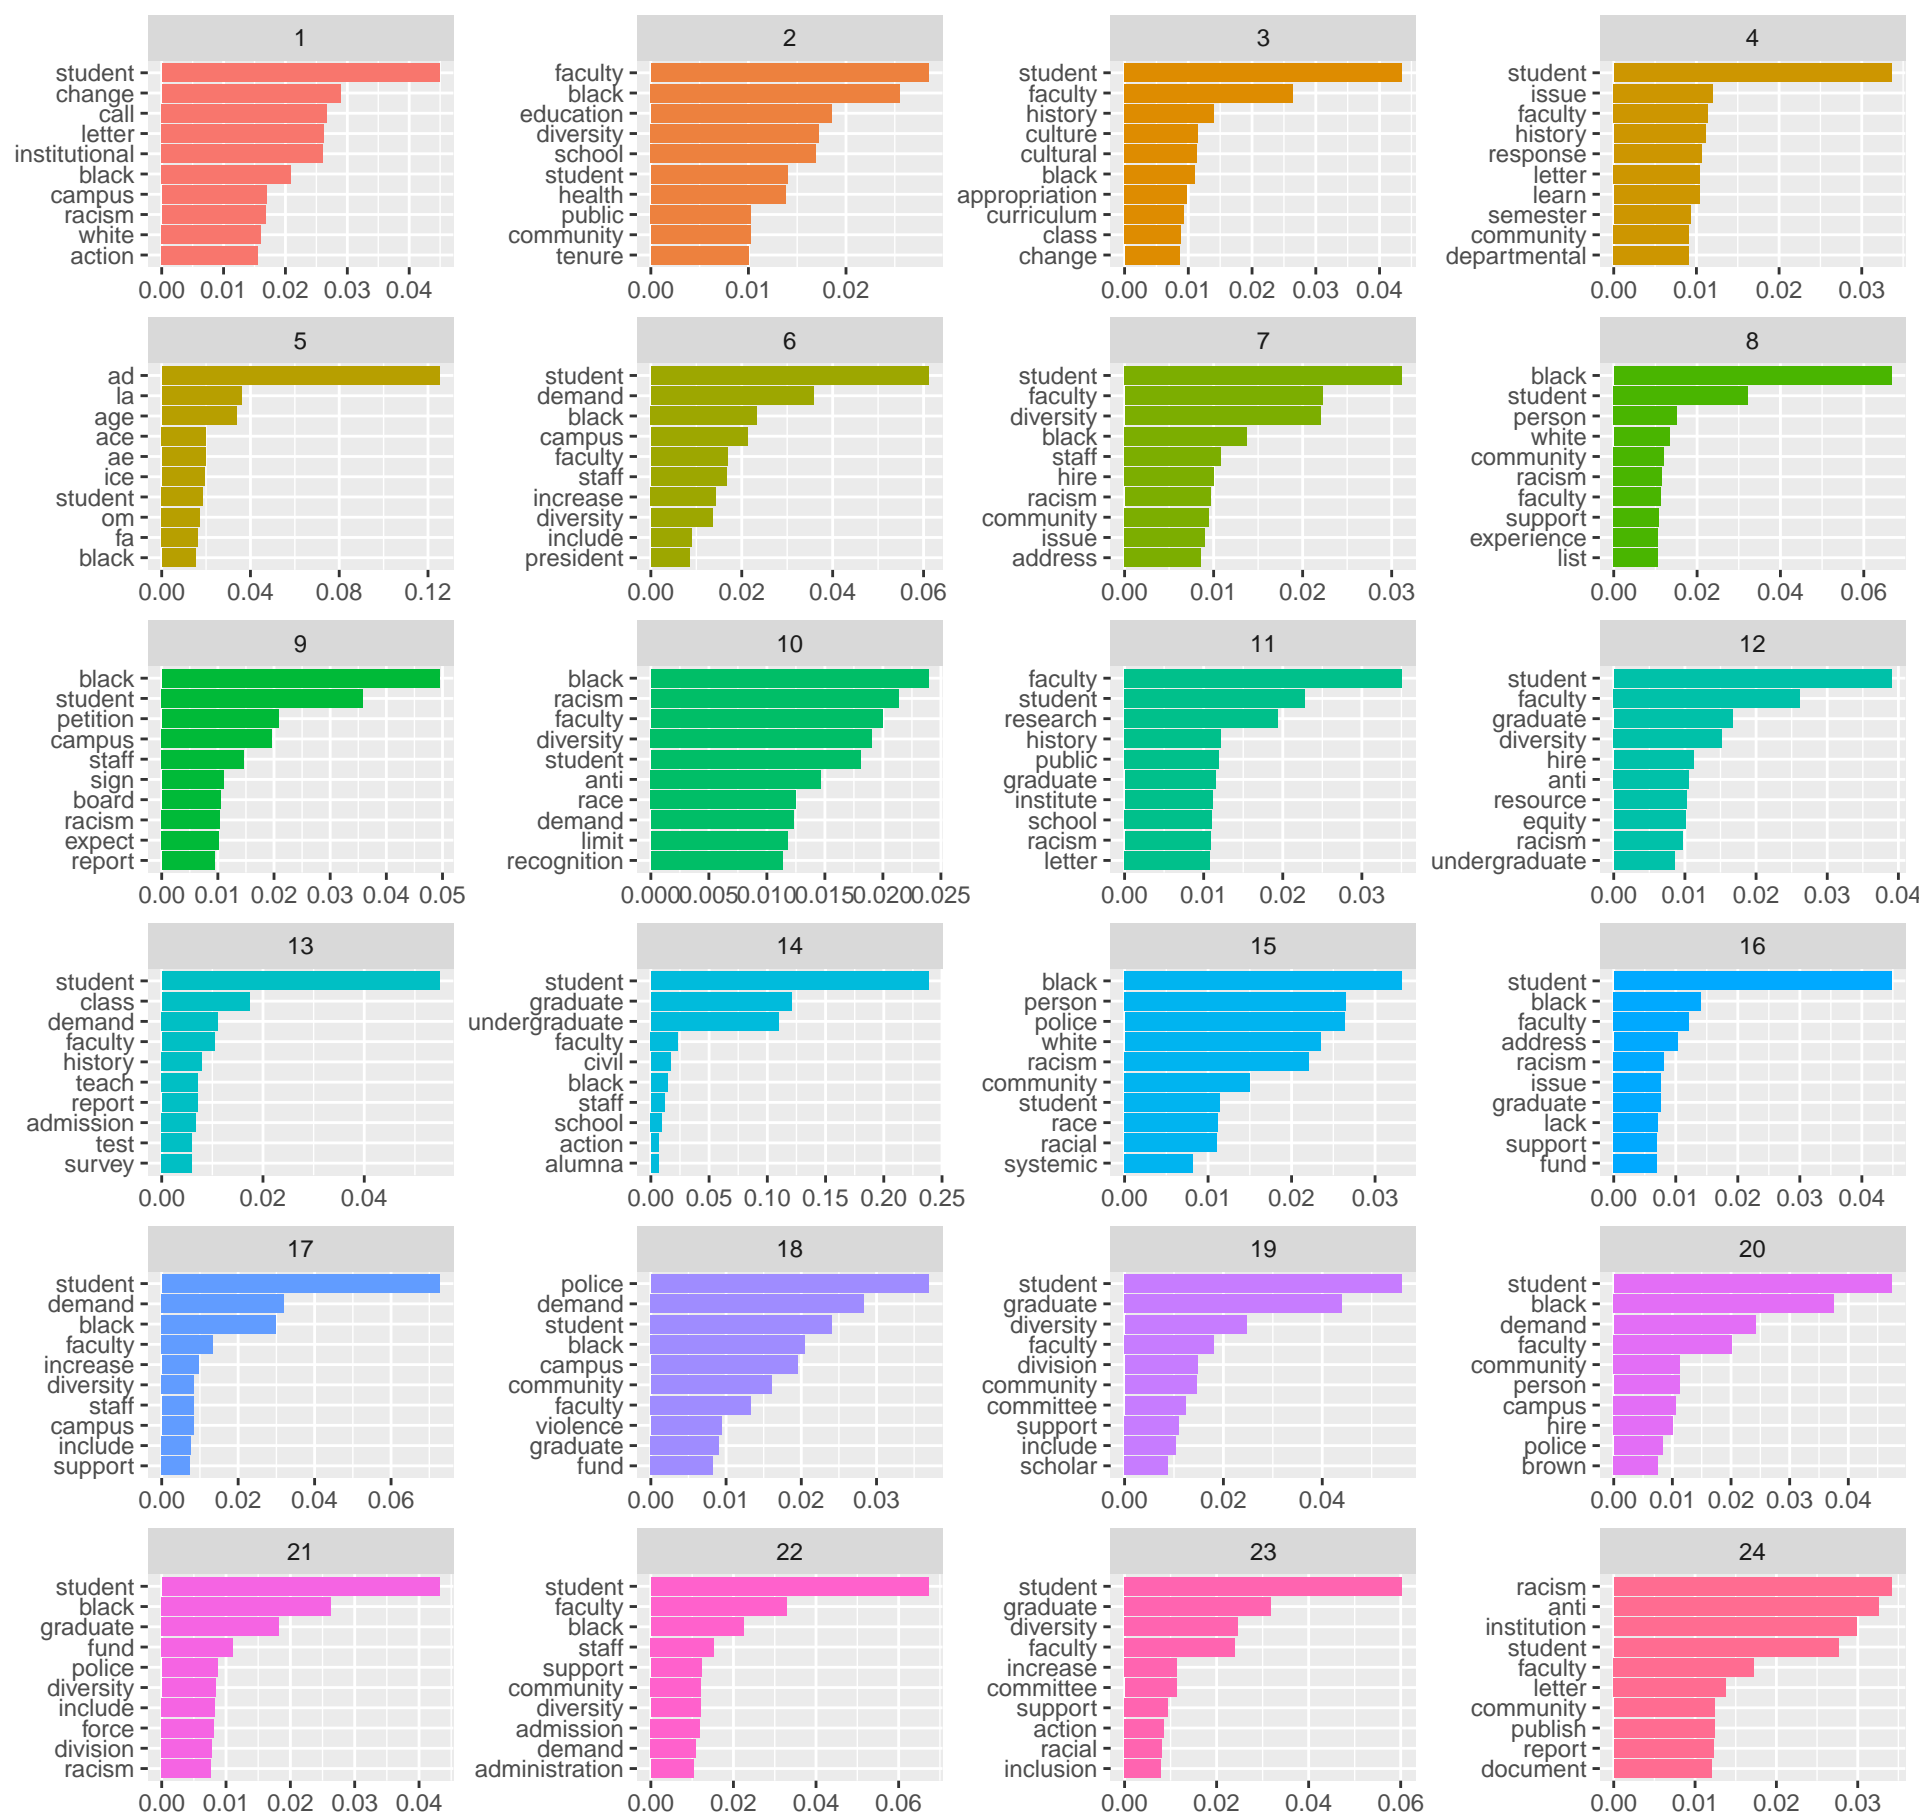 1
student
change
call
letter
institutional
black
campus
racism
white
action
0.00 0.01 0.02 0.03 0.04
2
faculty
black
education
diversity
school
student
health
public
community
tenure
0.00 0.01 0.02
3
student
faculty
history
culture
cultural
black
appropriation
curriculum
class
change
0.00 0.01 0.02 0.03 0.04
4
student
issue
faculty
history
response
letter
learn
semester
community
departmental
0.00 0.01 0.02 0.03
5
ad
la
age
ace
ae
ice
student
om
fa
black
0.00 0.04 0.08 0.12
6
student
demand
black
campus
faculty
staff
increase
diversity
include
president
0.00 0.02 0.04 0.06
7
student
faculty
diversity
black
staff
hire
racism
community
issue
address
0.00 0.01 0.02 0.03
8
black
student
person
white
community
racism
faculty
support
experience
list
0.00 0.02 0.04 0.06
9
black
student
petition
campus
staff
sign
board
racism
expect
report
0.00 0.01 0.02 0.03 0.04 0.05
10
black
racism
faculty
diversity
student
anti
race
demand
limit
recognition
0.000 0.005 0.010 0.015 0.020 0.025
11
faculty
student
research
history
public
graduate
institute
school
racism
letter
0.00 0.01 0.02 0.03
12
student
faculty
graduate
diversity
hire
anti
resource
equity
racism
undergraduate
0.00 0.01 0.02 0.03 0.04
13
student
class
demand
faculty
history
teach
report
admission
test
survey
0.00 0.02 0.04
14
student
graduate
undergraduate
faculty
civil
black
staff
school
action
alumna
0.00 0.05 0.10 0.15 0.20 0.25
15
black
person
police
white
racism
community
student
race
racial
systemic
0.00 0.01 0.02 0.03
16
student
black
faculty
address
racism
issue
graduate
lack
support
fund
0.00 0.01 0.02 0.03 0.04
17
student
demand
black
faculty
increase
diversity
staff
campus
include
support
0.00 0.02 0.04 0.06
18
police
demand
student
black
campus
community
faculty
violence
graduate
fund
0.00 0.01 0.02 0.03
19
student
graduate
diversity
faculty
division
community
committee
support
include
scholar
0.00 0.02 0.04
20
student
black
demand
faculty
community
person
campus
hire
police
brown
0.00 0.01 0.02 0.03 0.04
21
student
black
graduate
fund
police
diversity
include
force
division
racism
0.00 0.01 0.02 0.03 0.04
22
student
faculty
black
staff
support
community
diversity
admission
demand
administration
0.00 0.02 0.04 0.06
23
student
graduate
diversity
faculty
increase
committee
support
action
racial
inclusion
0.00 0.02 0.04 0.06
24
racism
anti
institution
student
faculty
letter
community
publish
report
document
0.00 0.01 0.02 0.03